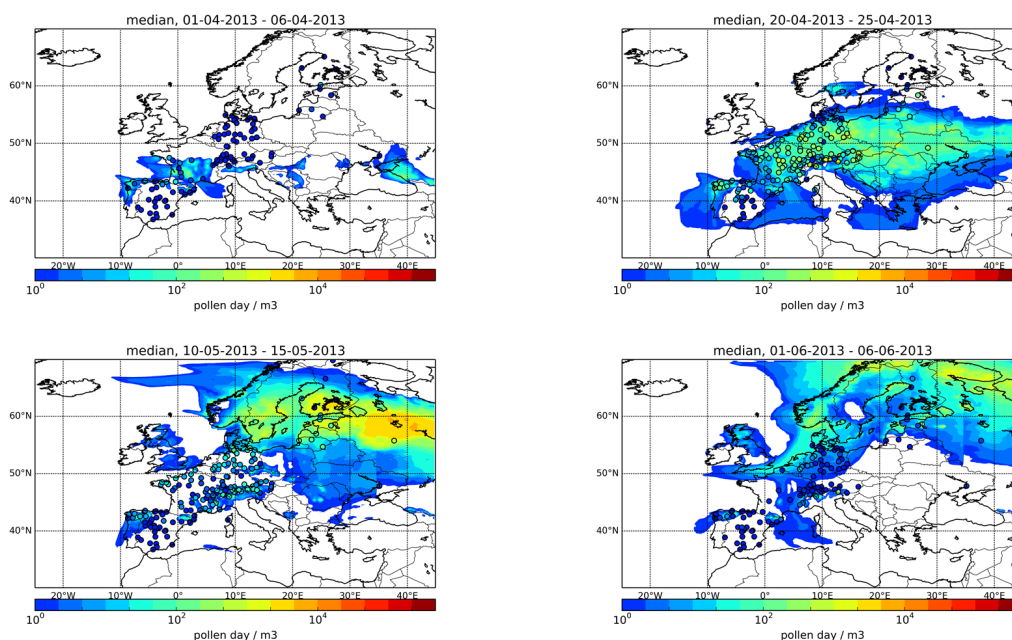 median, 01-04-2013 - 06-04-2013
60°N
50°N
40°N
20°W 10°W 0°E 10°E 20°E 30°E 40°E
10^0 10^2 10^4
pollen day / m3
median, 20-04-2013 - 25-04-2013
60°N
50°N
40°N
20°W 10°W 0°E 10°E 20°E 30°E 40°E
10^0 10^2 10^4
pollen day / m3
median, 10-05-2013 - 15-05-2013
60°N
50°N
40°N
20°W 10°W 0°E 10°E 20°E 30°E 40°E
10^0 10^2 10^4
pollen day / m3
median, 01-06-2013 - 06-06-2013
60°N
50°N
40°N
20°W 10°W 0°E 10°E 20°E 30°E 40°E
10^0 10^2 10^4
pollen day / m3